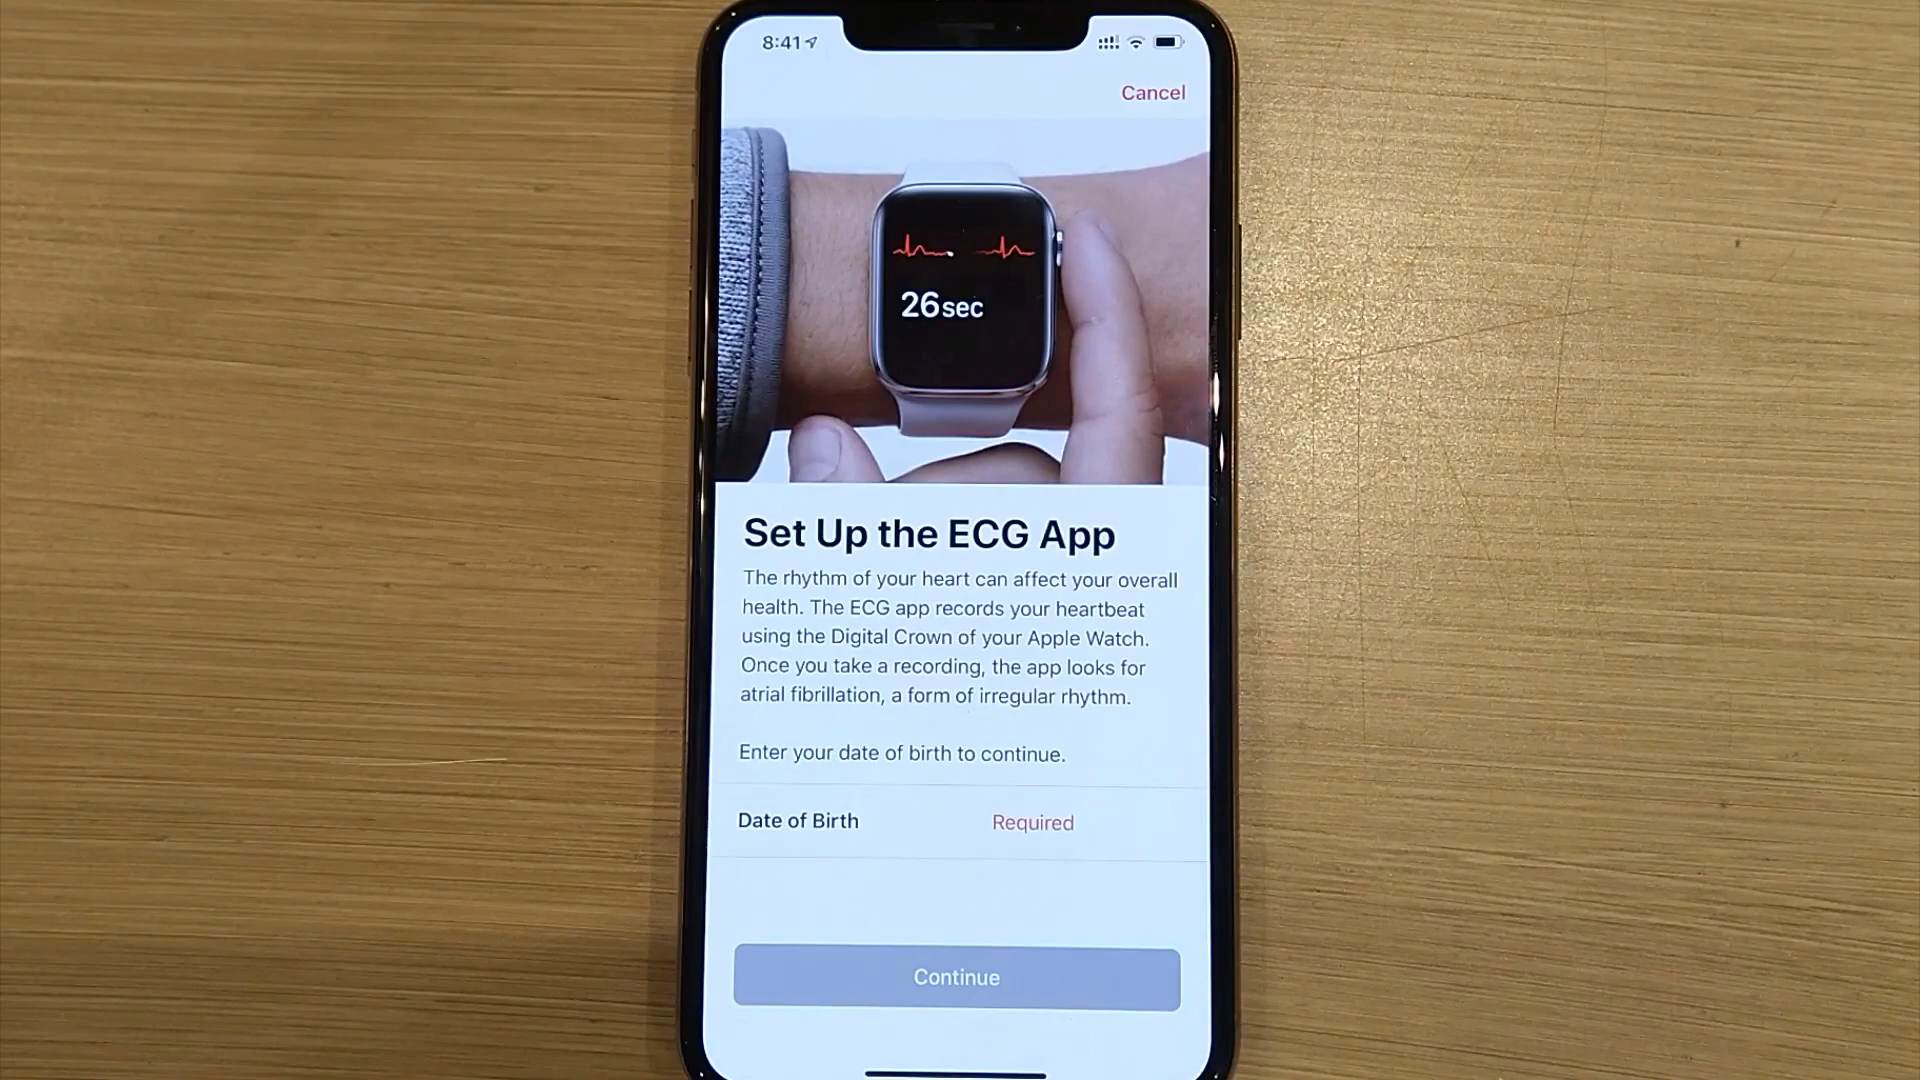 8:41
Cancel
26sec
Set Up the ECG App
The rhythm of your heart can affect your overall
health. The ECG app records your heartbeat
using the Digital Crown of your Apple Watch.
Once you take a recording, the app looks for
atrial fibrillation, a form of irregular rhythm.
Enter your date of birth to continue.
Date of Birth Required
Continue